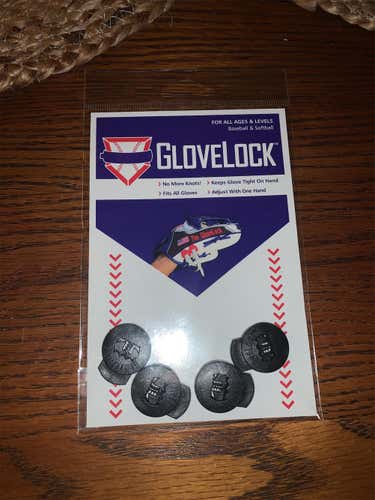 FOR ALL AGES & LEVELS
Baseball & Softball
GLOVELOCK™
No More Knots! Keeps Glove Tight On Hand
Fits All Gloves Adjust With One Hand